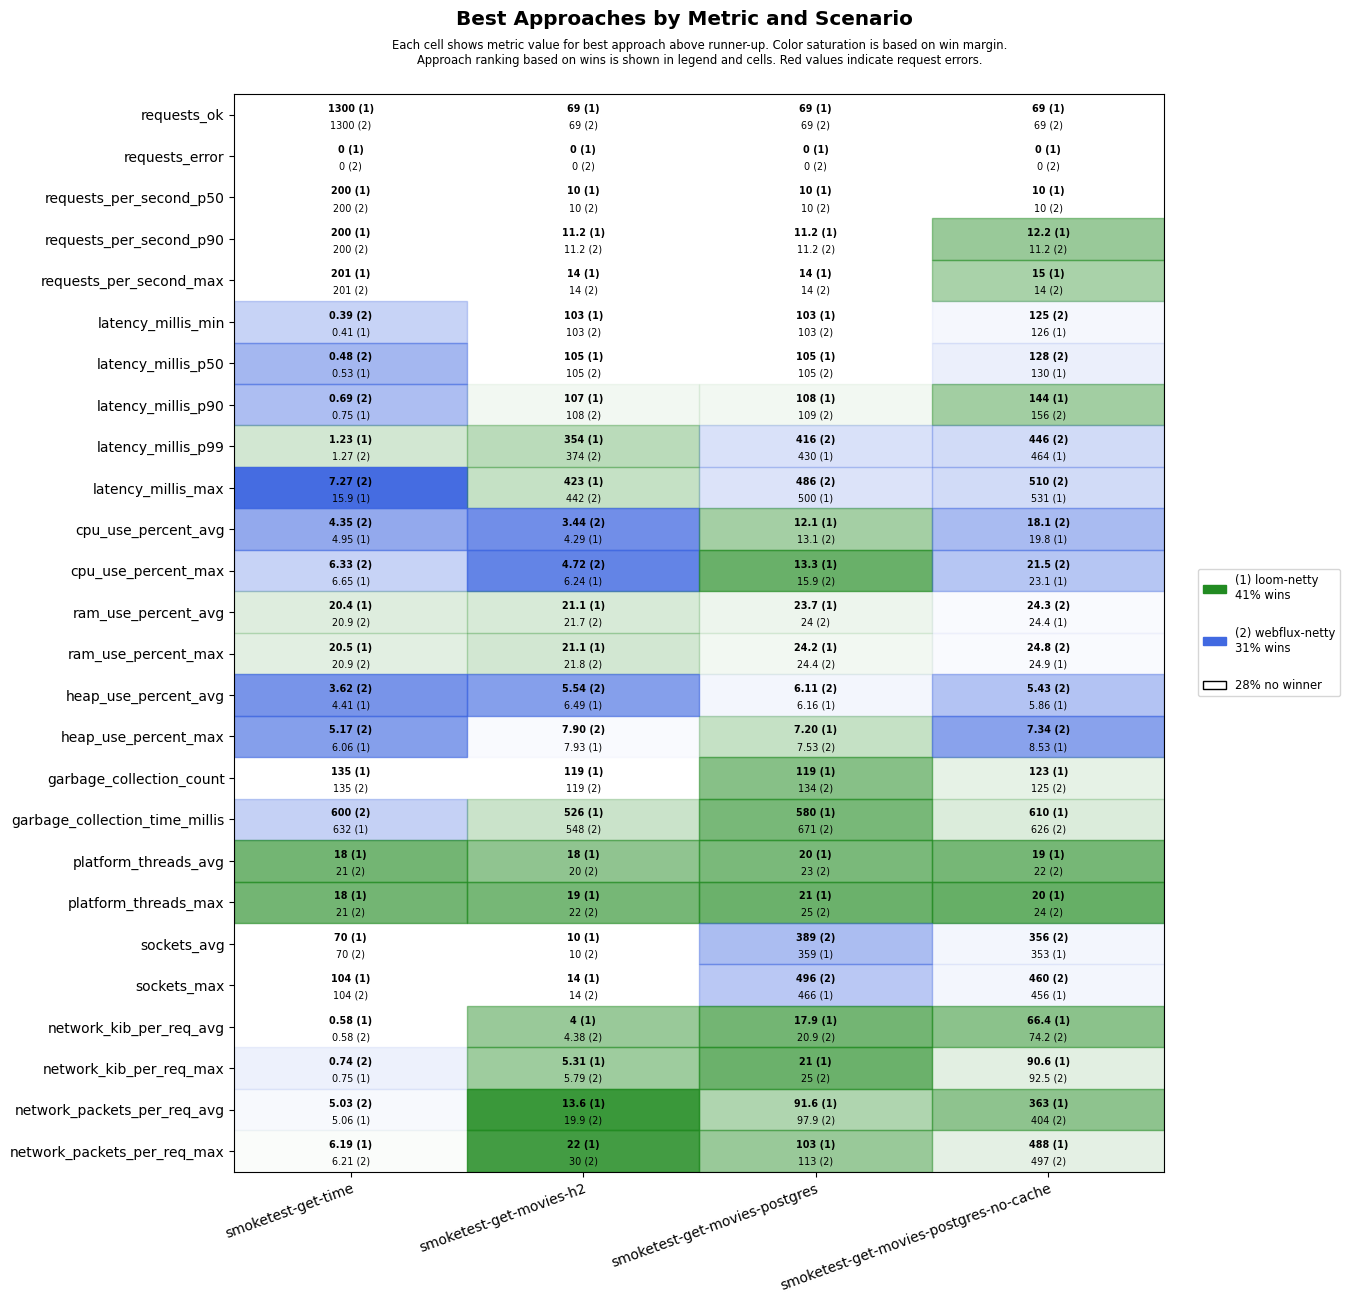 Best Approaches by Metric and Scenario
Each cell shows metric value for best approach above runner-up. Color saturation is based on win margin.
Approach ranking based on wins is shown in legend and cells. Red values indicate request errors.
requests_ok
1300 (1) 69 (1) 69 (1) 69 (1)
1300 (2) 69 (2) 69 (2) 69 (2)
requests_error
0 (1) 0 (1) 0 (1) 0 (1)
0 (2) 0 (2) 0 (2) 0 (2)
requests_per_second_p50
200 (1) 10 (1) 10 (1) 10 (1)
200 (2) 10 (2) 10 (2) 10 (2)
requests_per_second_p90
200 (1) 11.2 (1) 11.2 (1) 12.2 (1)
200 (2) 11.2 (2) 11.2 (2) 11.2 (2)
requests_per_second_max
201 (1) 14 (1) 14 (1) 15 (1)
201 (2) 14 (2) 14 (2) 14 (2)
latency_millis_min
0.39 (2) 103 (1) 103 (1) 125 (2)
0.41 (1) 103 (2) 103 (2) 126 (1)
latency_millis_p50
0.48 (2) 105 (1) 105 (1) 128 (2)
0.53 (1) 105 (2) 105 (2) 130 (1)
latency_millis_p90
0.69 (2) 107 (1) 108 (1) 144 (1)
0.75 (1) 108 (2) 109 (2) 156 (2)
latency_millis_p99
1.23 (1) 354 (1) 416 (2) 446 (2)
1.27 (2) 374 (2) 430 (1) 464 (1)
latency_millis_max
7.27 (2) 423 (1) 486 (2) 510 (2)
15.9 (1) 442 (2) 500 (1) 531 (1)
cpu_use_percent_avg
4.35 (2) 3.44 (2) 12.1 (1) 18.1 (2)
4.95 (1) 4.29 (1) 13.1 (2) 19.8 (1)
cpu_use_percent_max
6.33 (2) 4.72 (2) 13.3 (1) 21.5 (2)
6.65 (1) 6.24 (1) 15.9 (2) 23.1 (1)
ram_use_percent_avg
20.4 (1) 21.1 (1) 23.7 (1) 24.3 (2)
20.9 (2) 21.7 (2) 24 (2) 24.4 (1)
ram_use_percent_max
20.5 (1) 21.1 (1) 24.2 (1) 24.8 (2)
20.9 (2) 21.8 (2) 24.4 (2) 24.9 (1)
heap_use_percent_avg
3.62 (2) 5.54 (2) 6.11 (2) 5.43 (2)
4.41 (1) 6.49 (1) 6.16 (1) 5.86 (1)
heap_use_percent_max
5.17 (2) 7.90 (2) 7.20 (1) 7.34 (2)
6.06 (1) 7.93 (1) 7.53 (2) 8.53 (1)
garbage_collection_count
135 (1) 119 (1) 119 (1) 123 (1)
135 (2) 119 (2) 134 (2) 125 (2)
garbage_collection_time_millis
600 (2) 526 (1) 580 (1) 610 (1)
632 (1) 548 (2) 671 (2) 626 (2)
platform_threads_avg
18 (1) 18 (1) 20 (1) 19 (1)
21 (2) 20 (2) 23 (2) 22 (2)
platform_threads_max
18 (1) 19 (1) 21 (1) 20 (1)
21 (2) 22 (2) 25 (2) 24 (2)
sockets_avg
70 (1) 10 (1) 389 (2) 356 (2)
70 (2) 10 (2) 359 (1) 353 (1)
sockets_max
104 (1) 14 (1) 496 (2) 460 (2)
104 (2) 14 (2) 466 (1) 456 (1)
network_kib_per_req_avg
0.58 (1) 4 (1) 17.9 (1) 66.4 (1)
0.58 (2) 4.38 (2) 20.9 (2) 74.2 (2)
network_kib_per_req_max
0.74 (2) 5.31 (1) 21 (1) 90.6 (1)
0.75 (1) 5.79 (2) 25 (2) 92.5 (2)
network_packets_per_req_avg
5.03 (2) 13.6 (1) 91.6 (1) 363 (1)
5.06 (1) 19.9 (2) 97.9 (2) 404 (2)
network_packets_per_req_max
6.19 (1) 22 (1) 103 (1) 488 (1)
6.21 (2) 30 (2) 113 (2) 497 (2)
smoketest-get-time
smoketest-get-movies-h2
smoketest-get-movies-postgres
smoketest-get-movies-postgres-no-cache
(1) loom-netty
41% wins
(2) webflux-netty
31% wins
28% no winner